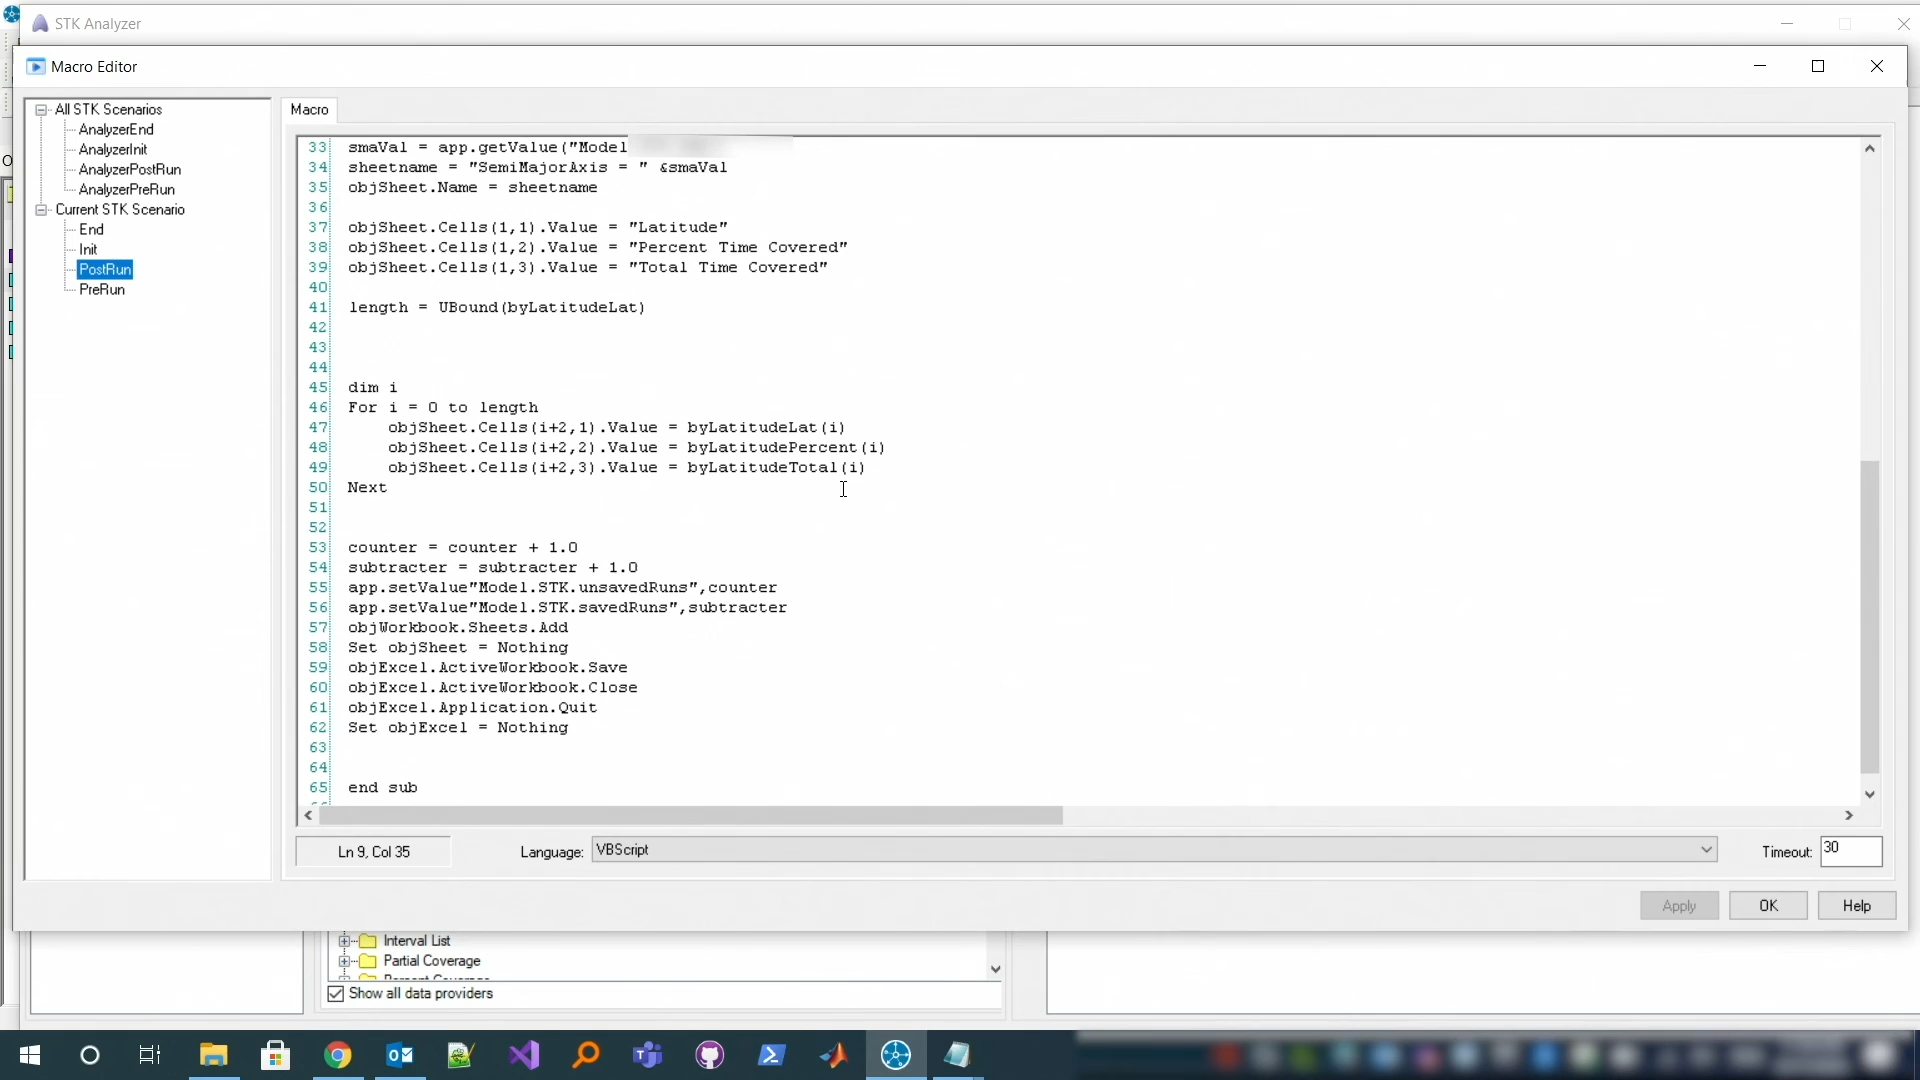 STK Analyzer
Macro Editor
All STK Scenarios
AnalyzerEnd
AnalyzerInit
AnalyzerPostRun
AnalyzerPreRun
Current STK Scenario
End
Init
PostRun
PreRun
Macro
33 smaVal = app.getValue("Model
34 sheetname = "SemiMajorAxis = " &smaVal
35 objSheet.Name = sheetname
36
37 objSheet.Cells(1,1).Value = "Latitude"
38 objSheet.Cells(1,2).Value = "Percent Time Covered"
39 objSheet.Cells(1,3).Value = "Total Time Covered"
40
41 length = UBound(byLatitudeLat)
42
43
44
45 dim i
46 For i = 0 to length
47 objSheet.Cells(i+2,1).Value = byLatitudeLat(i)
48 objSheet.Cells(i+2,2).Value = byLatitudePercent(i)
49 objSheet.Cells(i+2,3).Value = byLatitudeTotal(i)
50 Next
51
52
53 counter = counter + 1.0
54 subtracter = subtracter + 1.0
55 app.setValue"Model.STK.unsavedRuns",counter
56 app.setValue"Model.STK.savedRuns",subtracter
57 objWorkbook.Sheets.Add
58 Set objSheet = Nothing
59 objExcel.ActiveWorkbook.Save
60 objExcel.ActiveWorkbook.Close
61 objExcel.Application.Quit
62 Set objExcel = Nothing
63
64
65 end sub
Ln 9, Col 35
Language: VBScript
Timeout: 30
Apply OK Help
Interval List
Partial Coverage
Percent Coverage
Show all data providers